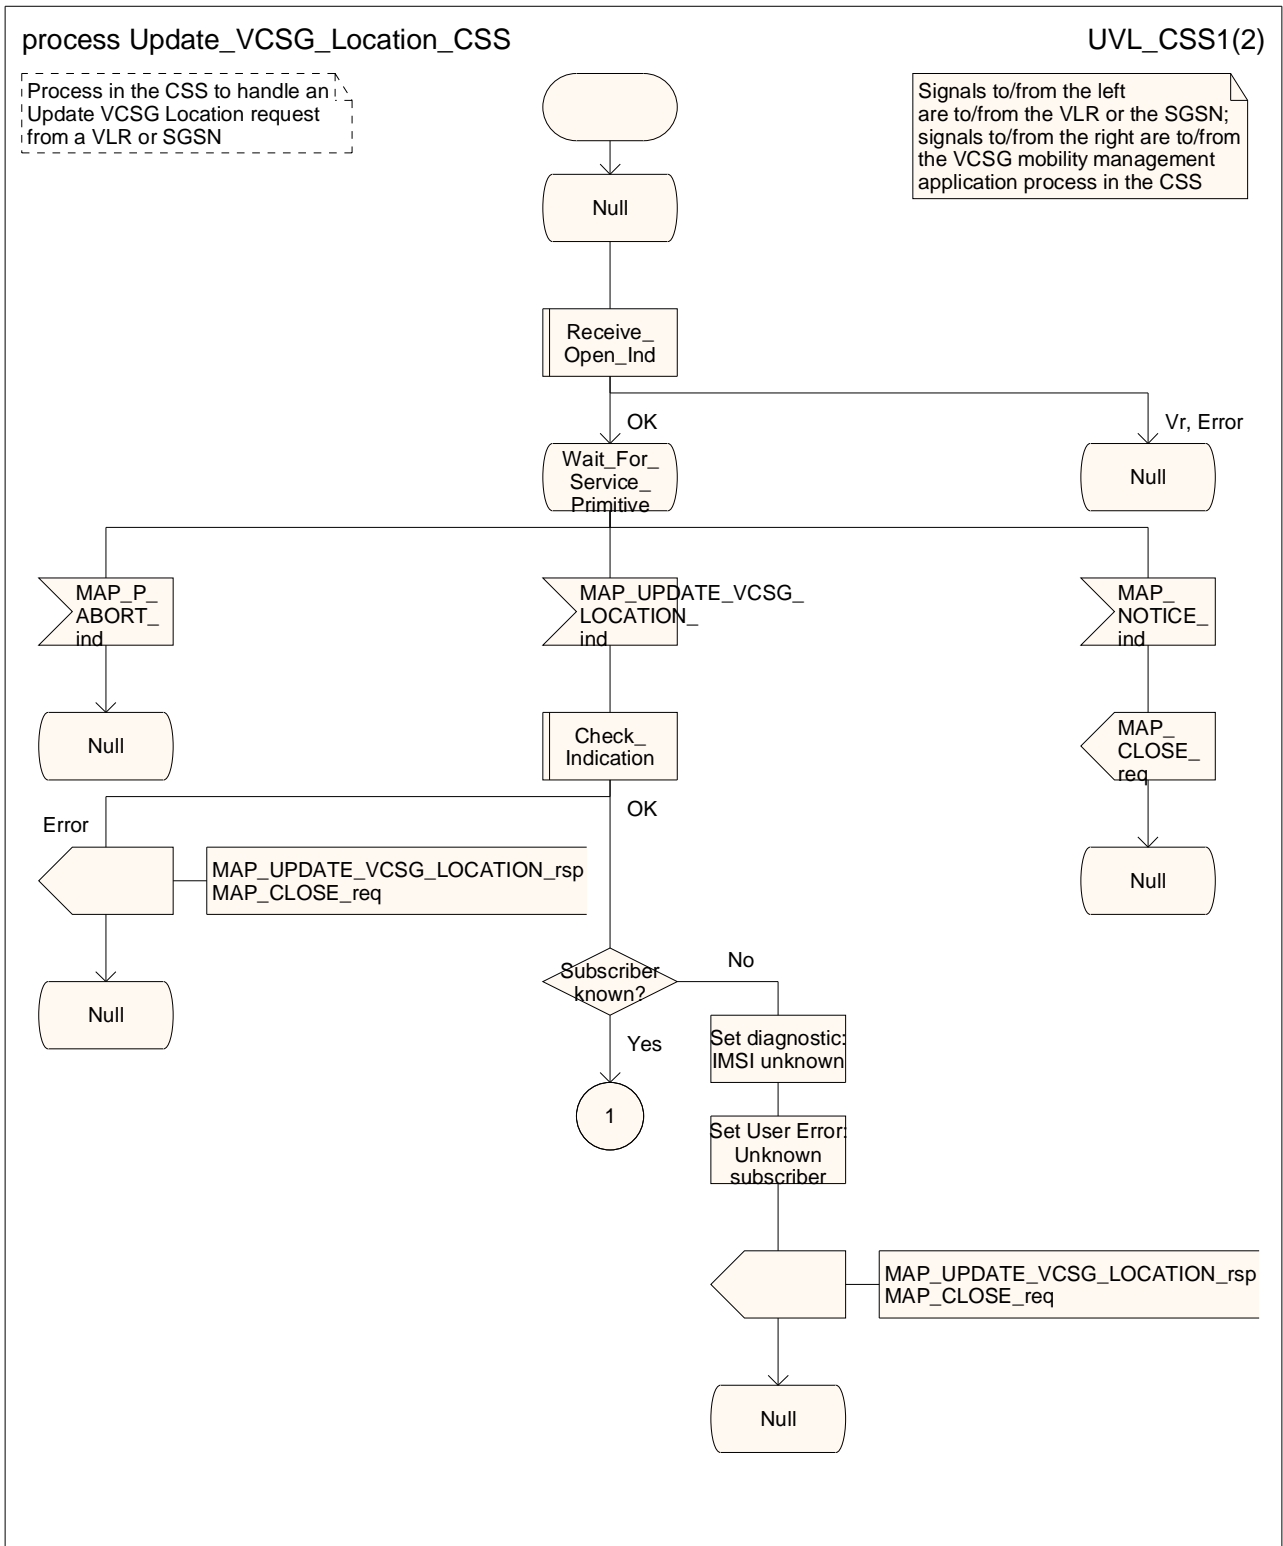 process Update_VCSG_Location_CSS
UVL_CSS1(2)
Process in the CSS to handle an
Update VCSG Location request
from a VLR or SGSN
Signals to/from the left
are to/from the VLR or the SGSN;
signals to/from the right are to/from
the VCSG mobility management
application process in the CSS
Null
Receive_
Open_Ind
OK
Vr, Error
Wait_For_
Service_
Primitive
Null
MAP_P_
ABORT_
ind
MAP_UPDATE_VCSG_
LOCATION_
ind
MAP_
NOTICE_
ind
Null
Check_
Indication
MAP_
CLOSE_
req
Error
OK
MAP_UPDATE_VCSG_LOCATION_rsp
MAP_CLOSE_req
Null
Null
Subscriber
known?
No
Yes
Set diagnostic:
IMSI unknown
1
Set User Error:
Unknown
subscriber
MAP_UPDATE_VCSG_LOCATION_rsp
MAP_CLOSE_req
Null